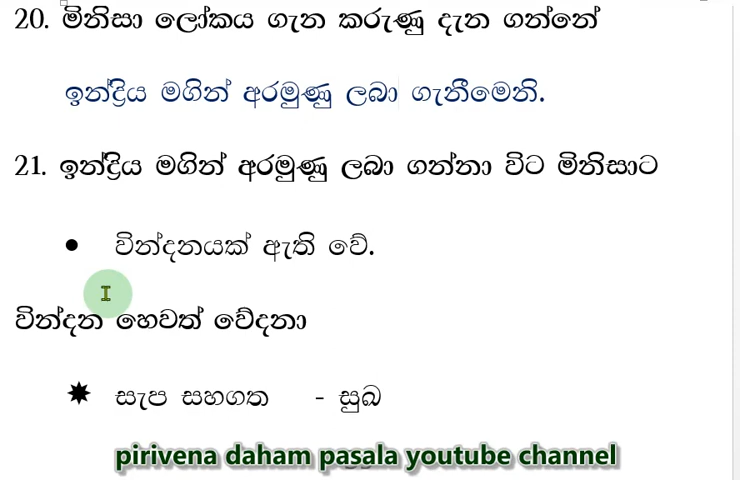 20. මිනිසා ලෝකය ගැන කරුණු දැන ගන්නේ
ඉන්ද්‍රිය මගින් අරමුණු ලබා ගැනීමෙනි.
21. ඉන්ද්‍රිය මගින් අරමුණු ලබා ගන්නා විට මිනිසාට
● වින්දනයක් ඇති වේ.
වින්දන හෙවත් වේදනා
✷ සැප සහගත - සුඛ
pirivena daham pasala youtube channel